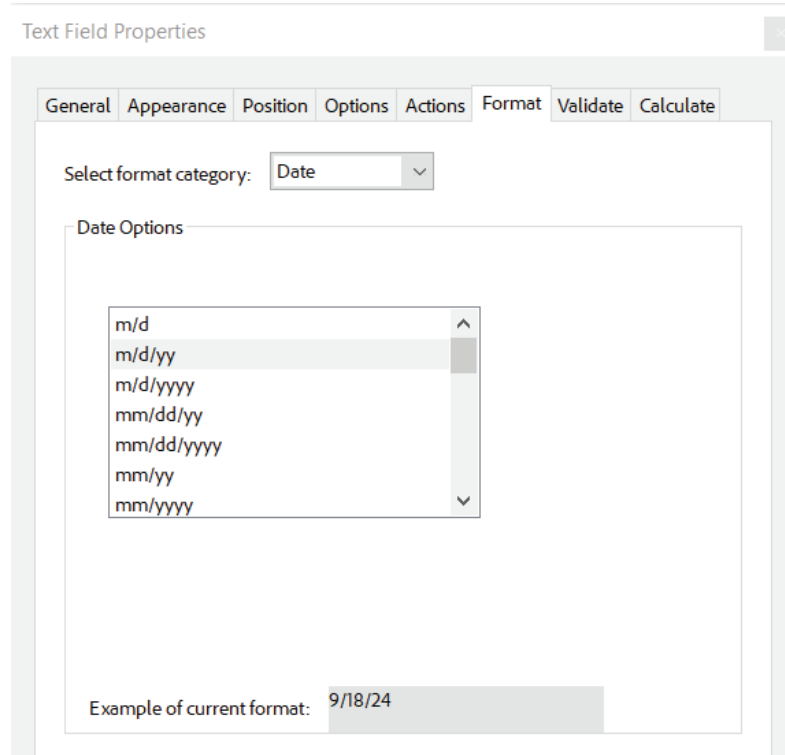 Text Field Properties
General Appearance Position Options Actions Format Validate Calculate
Select format category: Date
Date Options
m/d
m/d/yy
m/d/yyyy
mm/dd/yy
mm/dd/yyyy
mm/yy
mm/yyyy
Example of current format: 9/18/24